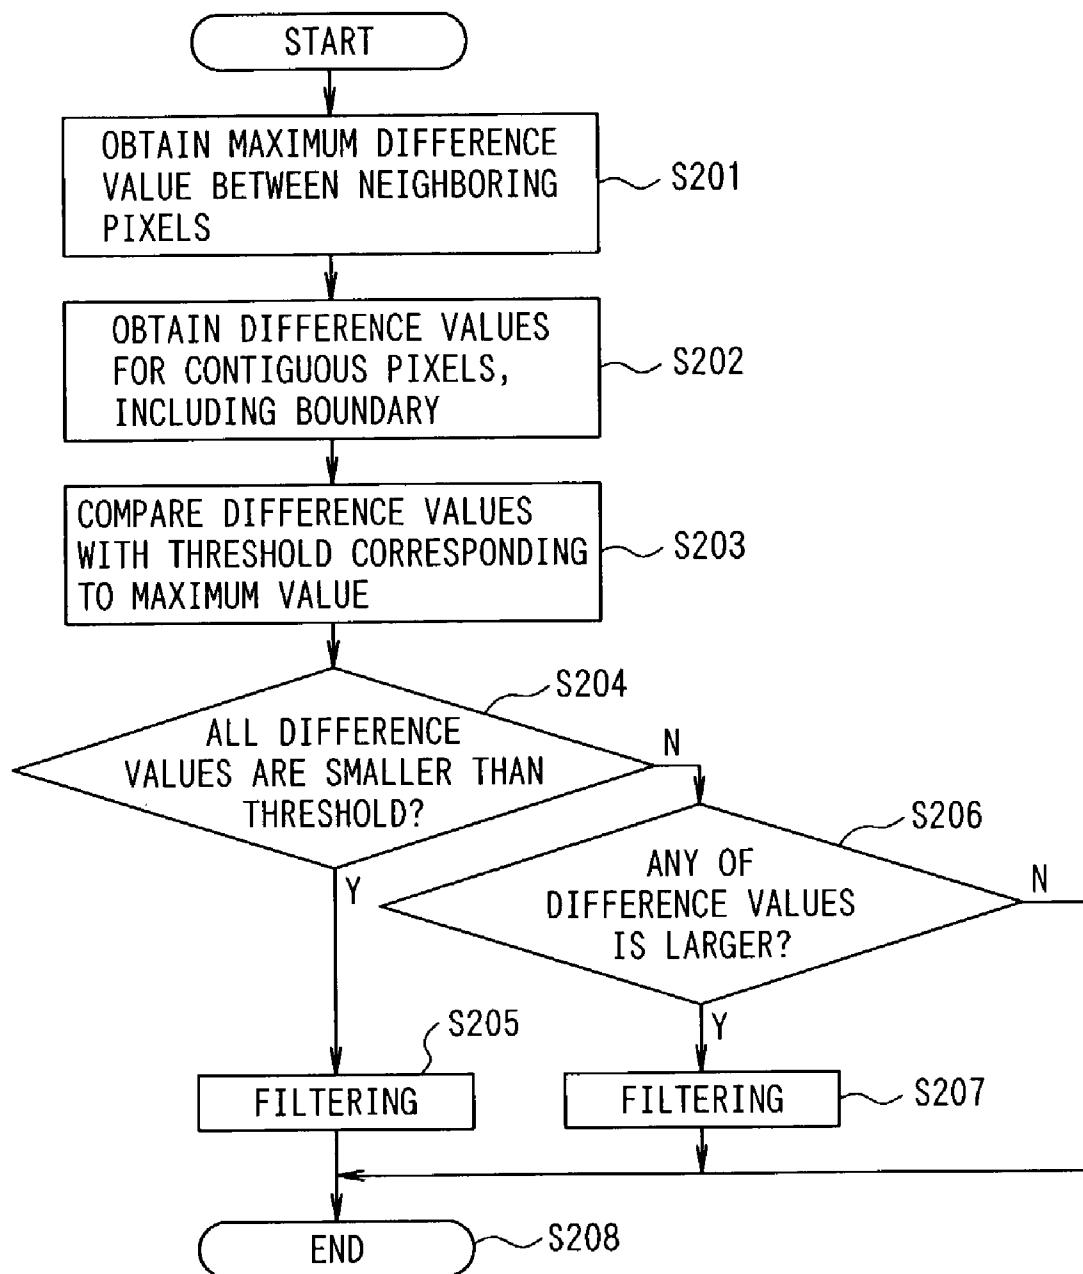 START
OBTAIN MAXIMUM DIFFERENCE
VALUE BETWEEN NEIGHBORING
PIXELS
S201
OBTAIN DIFFERENCE VALUES
FOR CONTIGUOUS PIXELS,
INCLUDING BOUNDARY
S202
COMPARE DIFFERENCE VALUES
WITH THRESHOLD CORRESPONDING
TO MAXIMUM VALUE
S203
S204
ALL DIFFERENCE
VALUES ARE SMALLER THAN
THRESHOLD?
N
Y
S206
ANY OF
DIFFERENCE VALUES
IS LARGER?
N
Y
S205
FILTERING
FILTERING
S207
END
S208